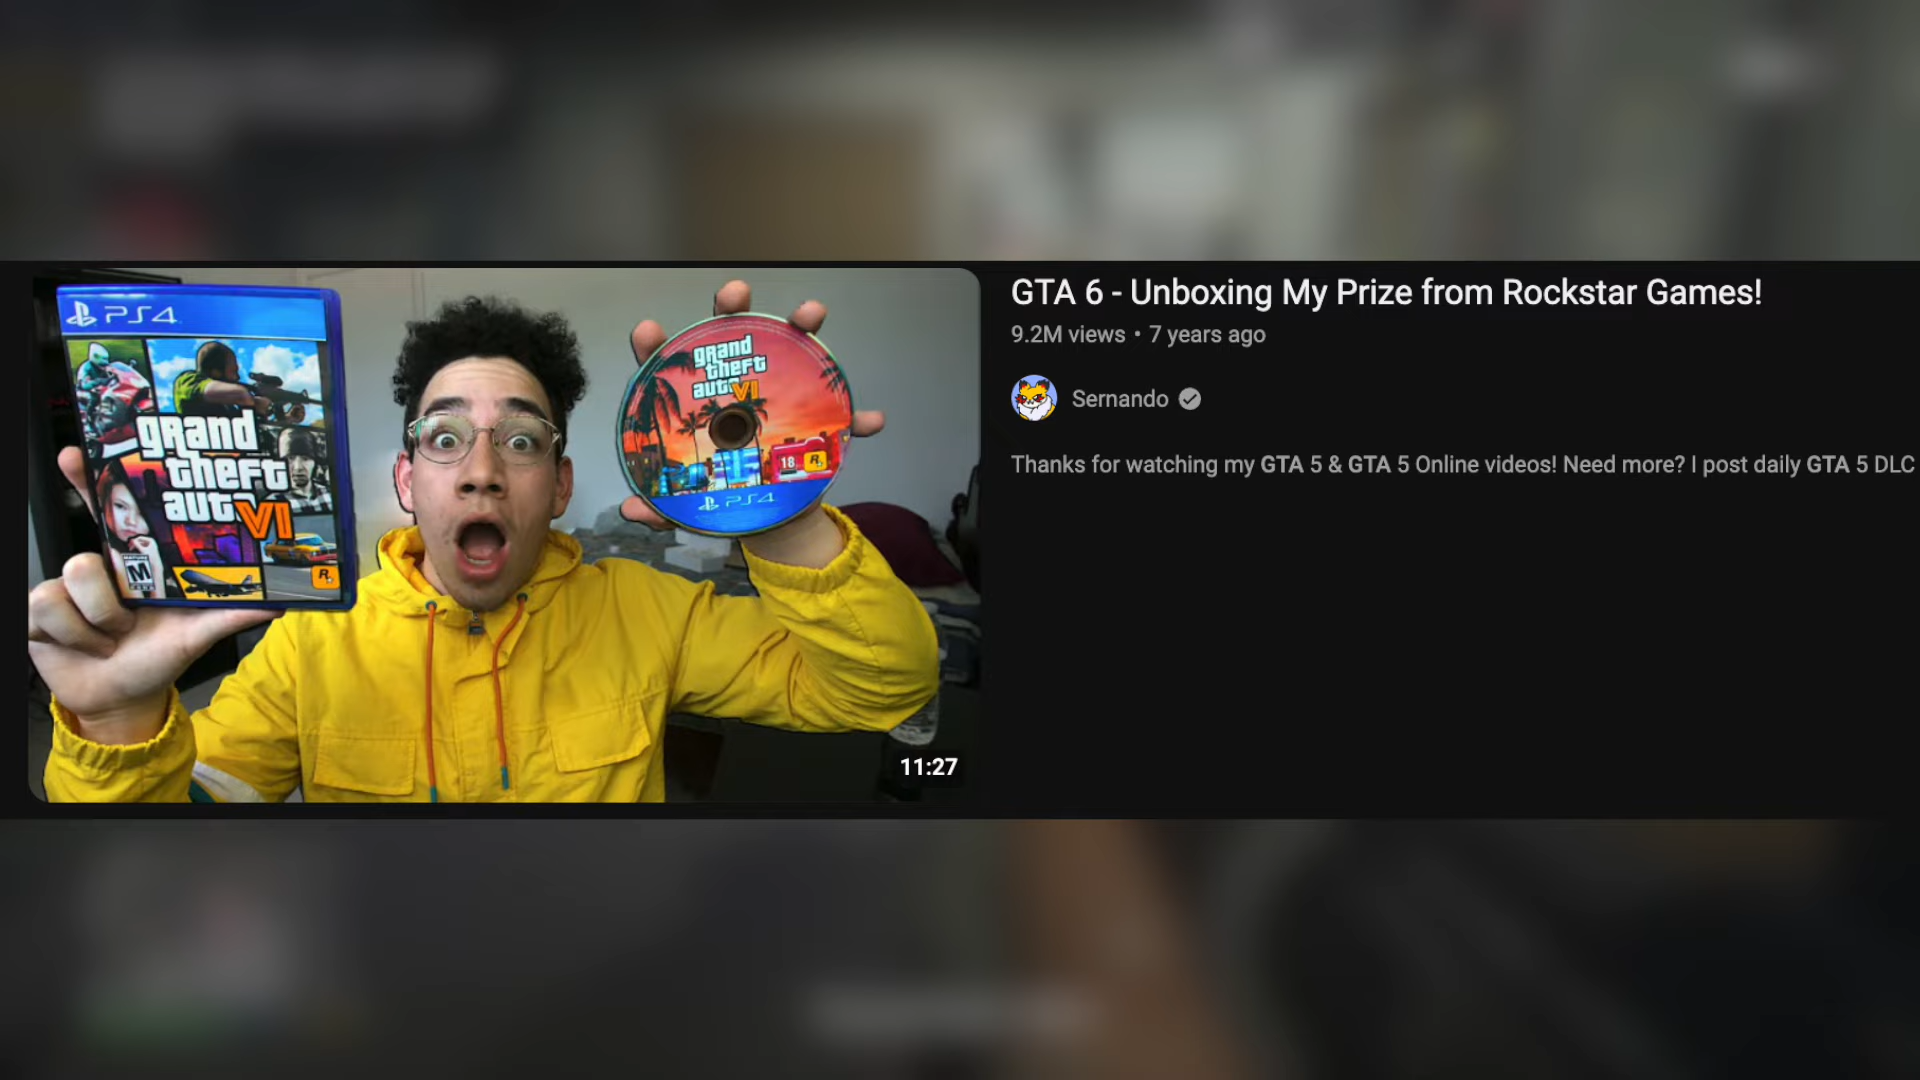 PS4
grand
theft
auto VI
MATURE
M
R
grand
theft
auto VI
18
R
PS4
11:27
GTA 6 - Unboxing My Prize from Rockstar Games!
9.2M views • 7 years ago
Sernando
Thanks for watching my GTA 5 & GTA 5 Online videos! Need more? I post daily GTA 5 DLC